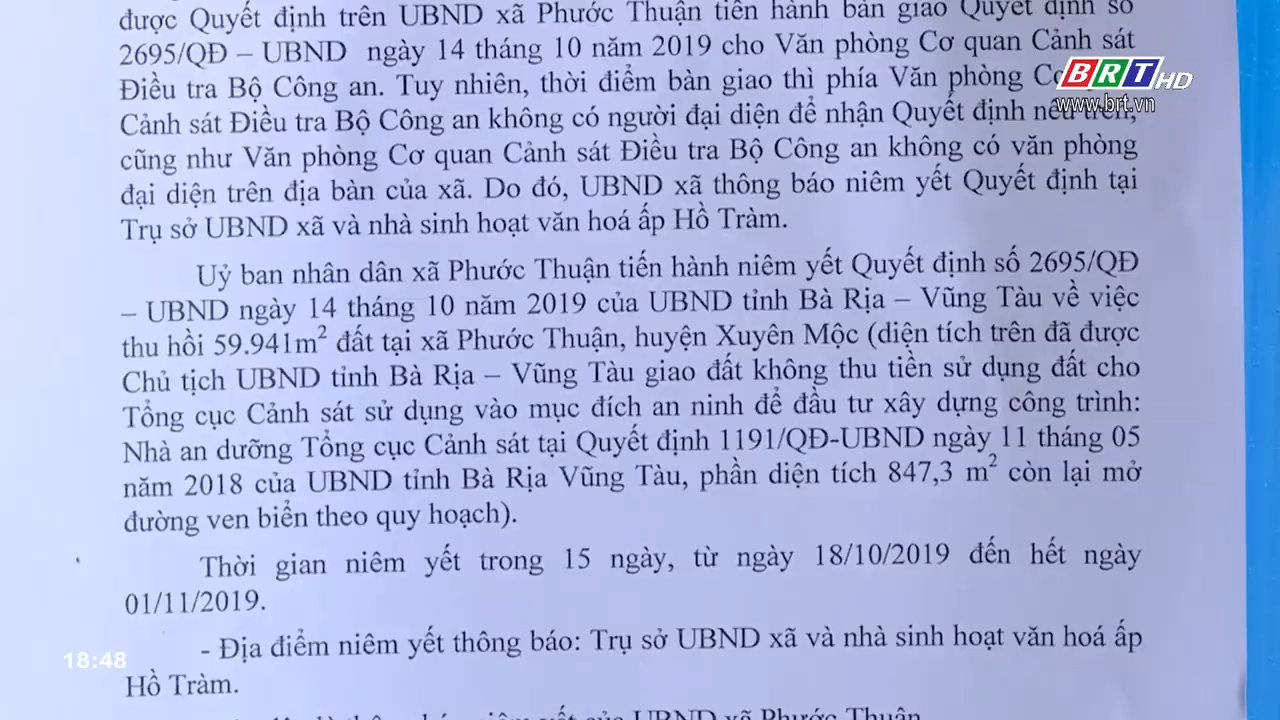 được Quyết định trên UBND xã Phước Thuận tiến hành bàn giao Quyết định số
2695/QĐ – UBND ngày 14 tháng 10 năm 2019 cho Văn phòng Cơ quan Cảnh sát
Điều tra Bộ Công an. Tuy nhiên, thời điểm bàn giao thì phía Văn phòng
BRT HD
www.brt.vn
Cảnh sát Điều tra Bộ Công an không có người đại diện để nhận Quyết định nêu trên,
cũng như Văn phòng Cơ quan Cảnh sát Điều tra Bộ Công an không có văn phòng
đại diện trên địa bàn của xã. Do đó, UBND xã thông báo niêm yết Quyết định tại
Trụ sở UBND xã và nhà sinh hoạt văn hoá ấp Hồ Tràm.
Uỷ ban nhân dân xã Phước Thuận tiến hành niêm yết Quyết định số 2695/QĐ
– UBND ngày 14 tháng 10 năm 2019 của UBND tỉnh Bà Rịa – Vũng Tàu về việc
thu hồi 59.941m² đất tại xã Phước Thuận, huyện Xuyên Mộc (diện tích trên đã được
Chủ tịch UBND tỉnh Bà Rịa – Vũng Tàu giao đất không thu tiền sử dụng đất cho
Tổng cục Cảnh sát sử dụng vào mục đích an ninh để đầu tư xây dựng công trình:
Nhà an dưỡng Tổng cục Cảnh sát tại Quyết định 1191/QĐ-UBND ngày 11 tháng 05
năm 2018 của UBND tỉnh Bà Rịa Vũng Tàu, phần diện tích 847,3 m² còn lại mở
đường ven biển theo quy hoạch).
Thời gian niêm yết trong 15 ngày, từ ngày 18/10/2019 đến hết ngày
01/11/2019.
- Địa điểm niêm yết thông báo: Trụ sở UBND xã và nhà sinh hoạt văn hoá ấp
18:48
Hồ Tràm.
UBND xã Phước Thuận